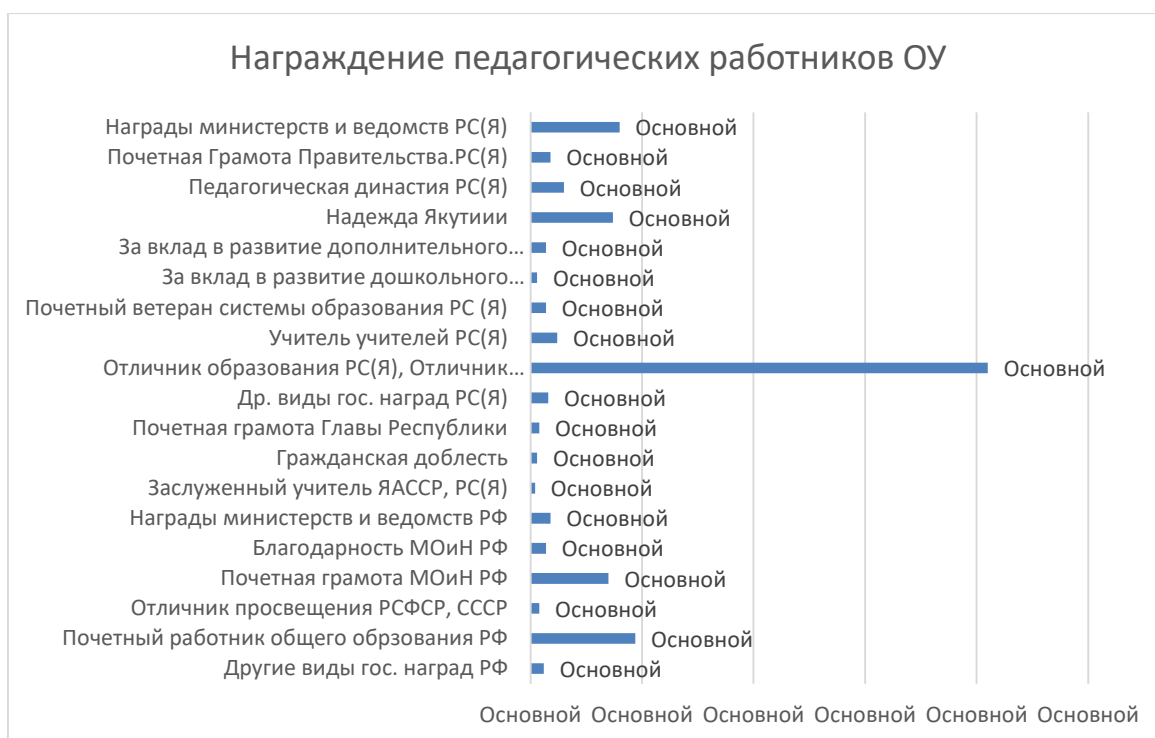 Награждение педагогических работников ОУ
Награды министерств и ведомств РС(Я) Основной
Почетная Грамота Правительства.РС(Я) Основной
Педагогическая династия РС(Я) Основной
Надежда Якутиии Основной
За вклад в развитие дополнительного... Основной
За вклад в развитие дошкольного... Основной
Почетный ветеран системы образования РС (Я) Основной
Учитель учителей РС(Я) Основной
Отличник образования РС(Я), Отличник... Основной
Др. виды гос. наград РС(Я) Основной
Почетная грамота Главы Республики Основной
Гражданская доблесть Основной
Заслуженный учитель ЯАССР, РС(Я) Основной
Награды министерств и ведомств РФ Основной
Благодарность МОиН РФ Основной
Почетная грамота МОиН РФ Основной
Отличник просвещения РСФСР, СССР Основной
Почетный работник общего обрзования РФ Основной
Другие виды гос. наград РФ Основной
Основной Основной Основной Основной Основной Основной